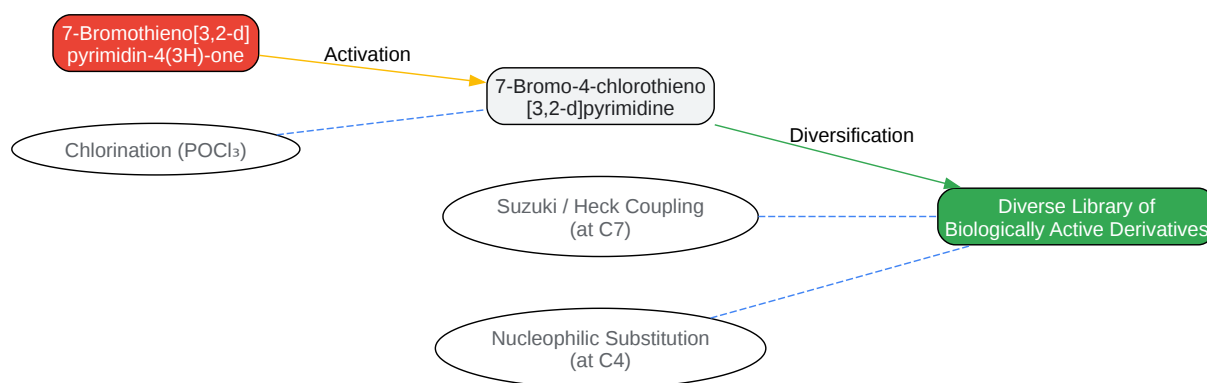 7-Bromothieno[3,2-d]
pyrimidin-4(3H)-one
Activation
7-Bromo-4-chlorothieno
[3,2-d]pyrimidine
Chlorination (POCl₃)
Diversification
Suzuki / Heck Coupling
(at C7)
Diverse Library of
Biologically Active Derivatives
Nucleophilic Substitution
(at C4)